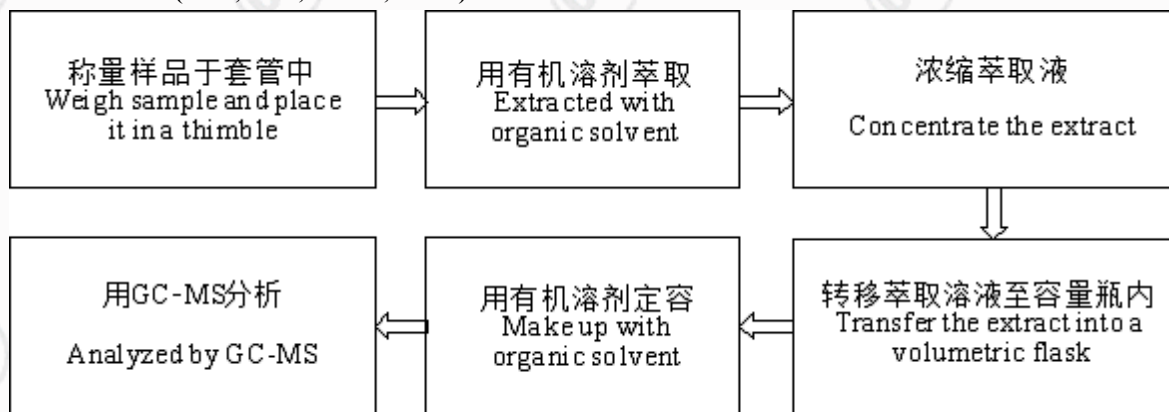 称量样品于套管中
Weigh sample and place
it in a thimble
用有机溶剂萃取
Extracted with
organic solvent
浓缩萃取液
Concentrate the extract
转移萃取溶液至容量瓶内
Transfer the extract into a
volumetric flask
用有机溶剂定容
Make up with
organic solvent
用GC-MS分析
Analyzed by GC-MS